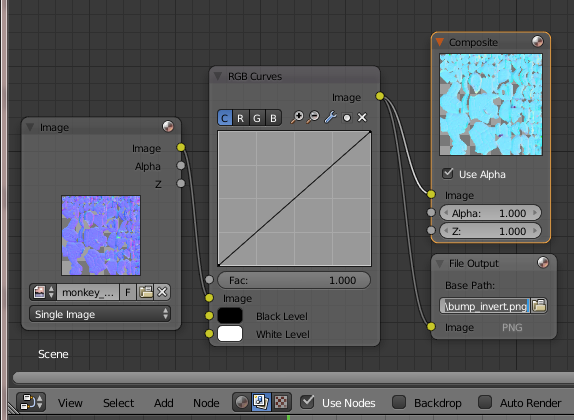 Composite
Use Alpha
Image
Alpha: 1.000
Z: 1.000
RGB Curves
Image
C R G B
Fac: 1.000
Image
Black Level
White Level
Image
Image
Alpha
Z
monkey_... F
Single Image
File Output
Base Path:
\bump_invert.png
Image PNG
Scene
View Select Add Node Use Nodes Backdrop Auto Render